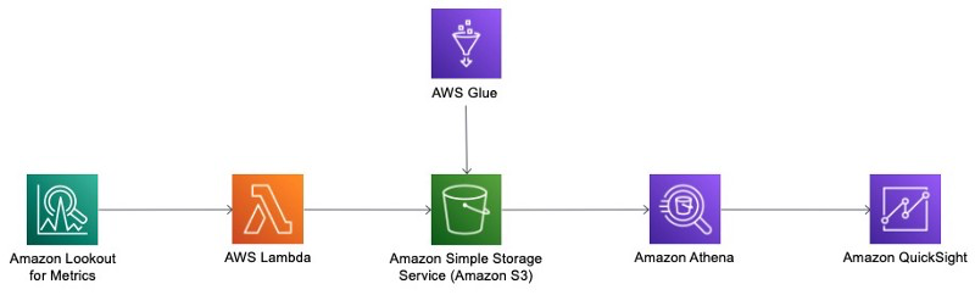 AWS Glue
Amazon Lookout
for Metrics
AWS Lambda
Amazon Simple Storage
Service (Amazon S3)
Amazon Athena
Amazon QuickSight